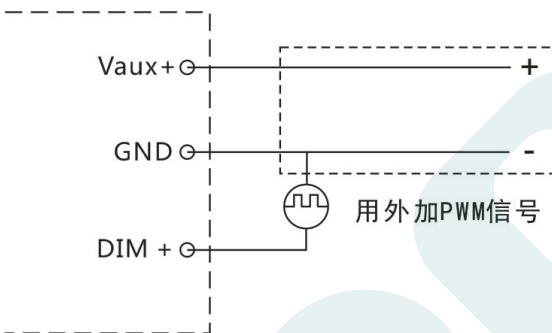 Vaux+ +
GND -
用外加PWM信号
DIM +